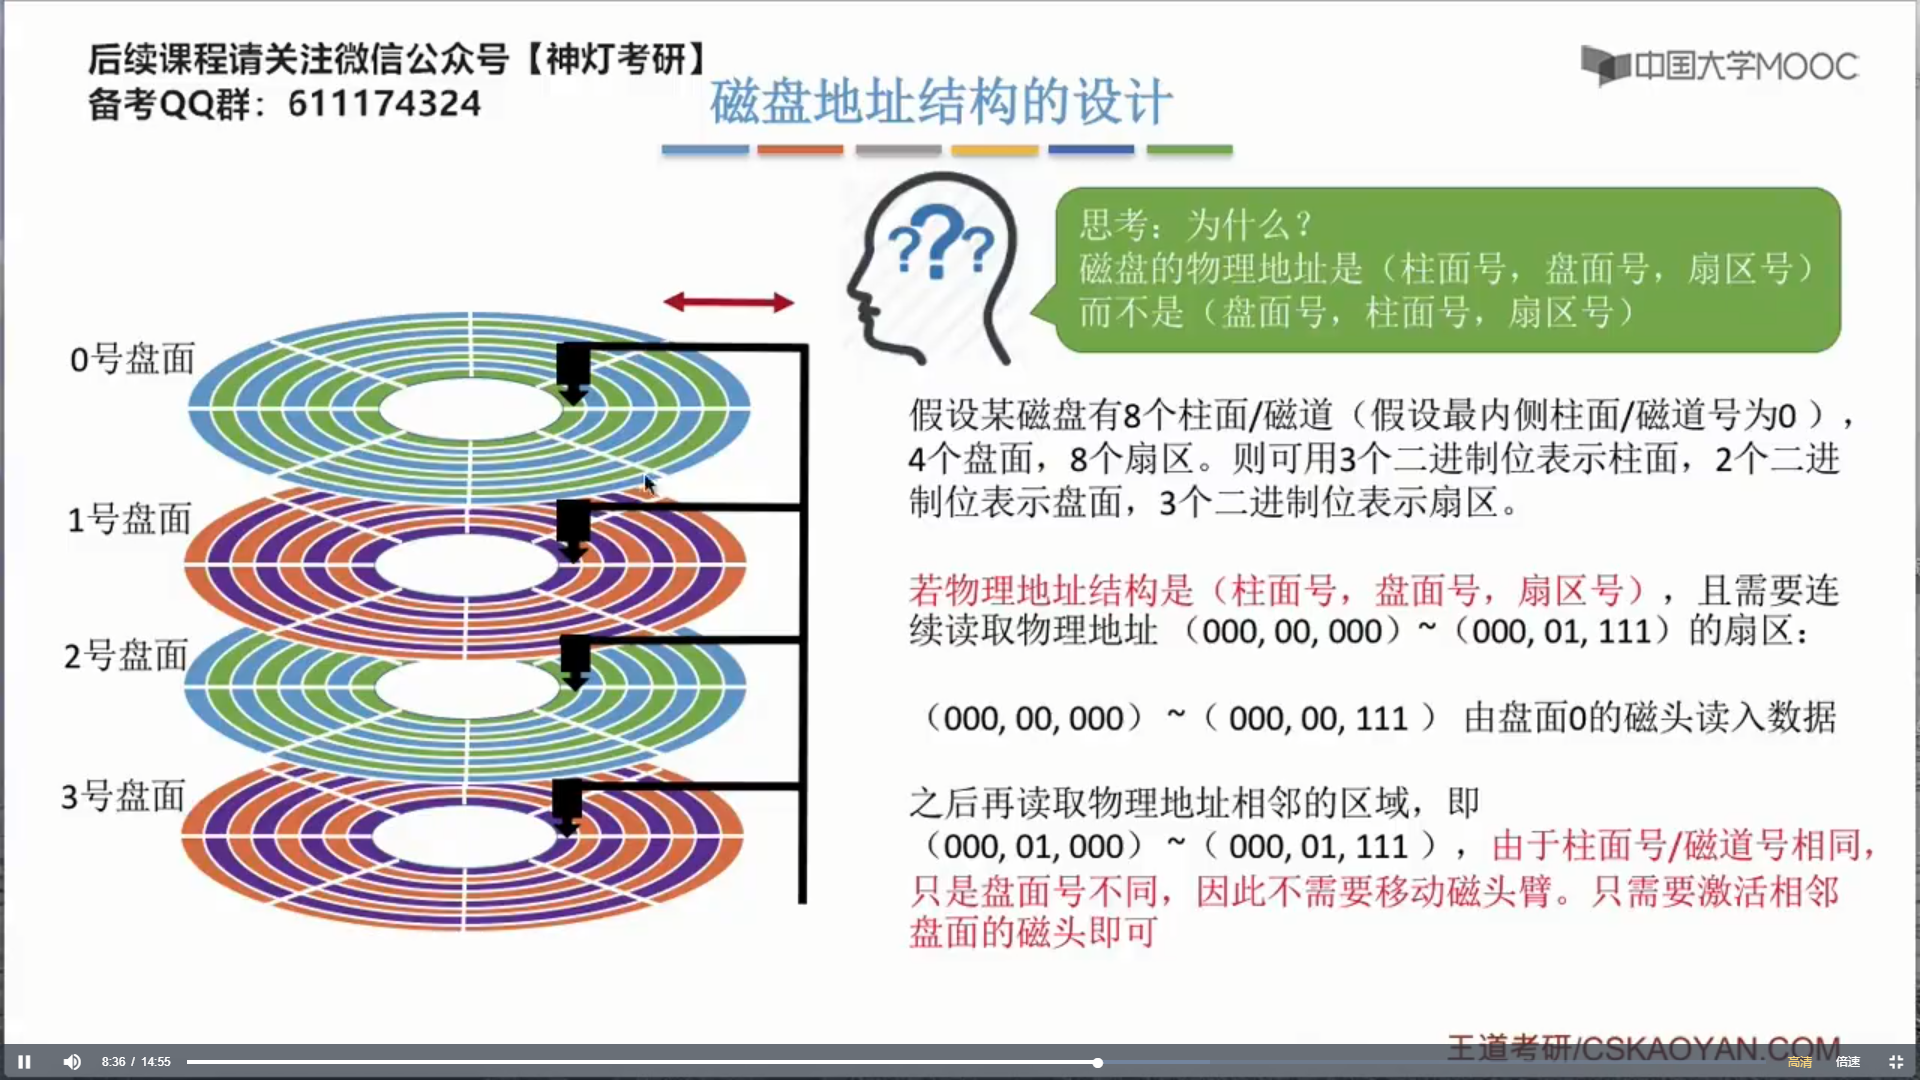 后续课程请关注微信公众号【神灯考研】
备考QQ群：611174324
中国大学MOOC
磁盘地址结构的设计
???
思考：为什么？
磁盘的物理地址是（柱面号，盘面号，扇区号）
而不是（盘面号，柱面号，扇区号）
0号盘面
1号盘面
2号盘面
3号盘面
假设某磁盘有8个柱面/磁道（假设最内侧柱面/磁道号为0 ），
4个盘面，8个扇区。则可用3个二进制位表示柱面，2个二进
制位表示盘面，3个二进制位表示扇区。
若物理地址结构是（柱面号，盘面号，扇区号），且需要连
续读取物理地址 （000, 00, 000）~（000, 01, 111）的扇区：
（000, 00, 000） ~（ 000, 00, 111 ） 由盘面0的磁头读入数据
之后再读取物理地址相邻的区域，即
（000, 01, 000） ~（ 000, 01, 111 ），由于柱面号/磁道号相同，
只是盘面号不同，因此不需要移动磁头臂。只需要激活相邻
盘面的磁头即可
王道考研/CSKAOYAN.COM
8:36 / 14:55
高清
倍速